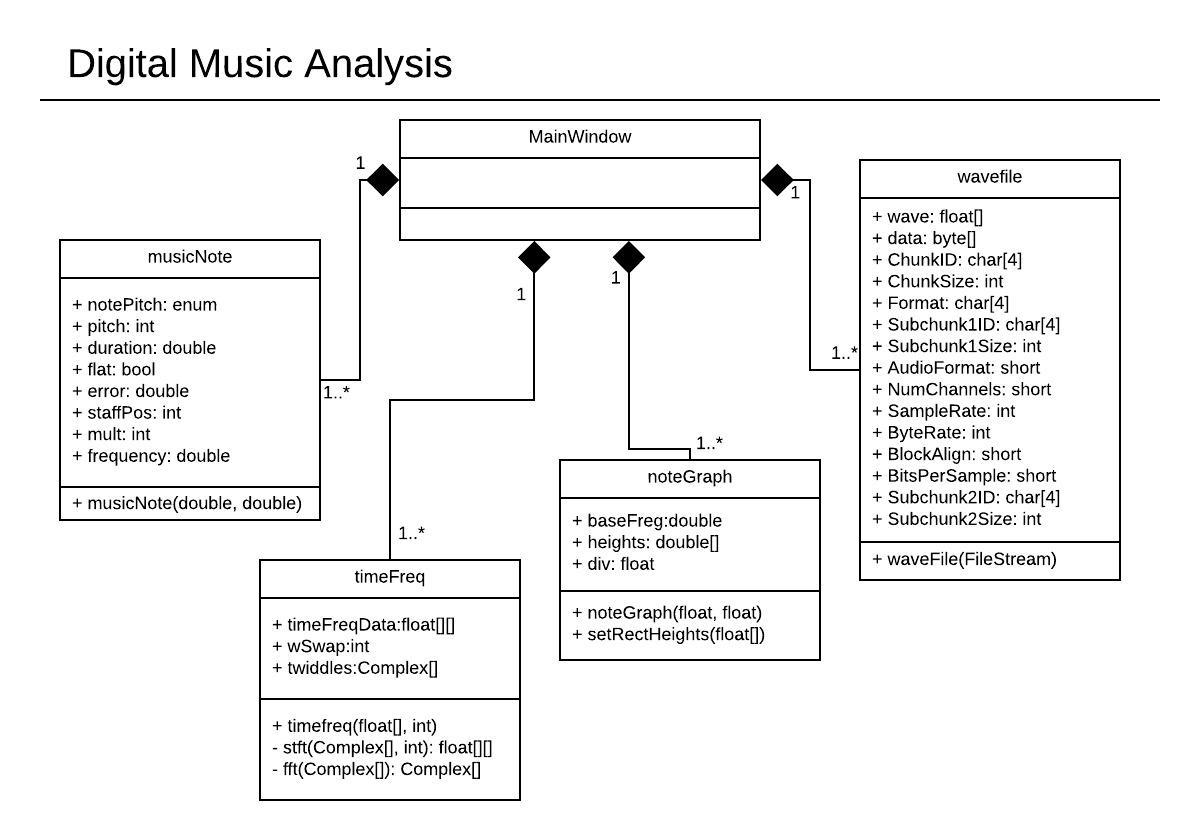 Digital Music Analysis
MainWindow
1
1
1
1
musicNote
+ notePitch: enum
+ pitch: int
+ duration: double
+ flat: bool
+ error: double
+ staffPos: int
+ mult: int
+ frequency: double
+ musicNote(double, double)
1..*
1..*
timeFreq
+ timeFreqData:float[][]
+ wSwap:int
+ twiddles:Complex[]
+ timefreq(float[], int)
- stft(Complex[], int): float[][]
- fft(Complex[]): Complex[]
1..*
noteGraph
+ baseFreg:double
+ heights: double[]
+ div: float
+ noteGraph(float, float)
+ setRectHeights(float[])
1..*
wavefile
+ wave: float[]
+ data: byte[]
+ ChunkID: char[4]
+ ChunkSize: int
+ Format: char[4]
+ Subchunk1ID: char[4]
+ Subchunk1Size: int
+ AudioFormat: short
+ NumChannels: short
+ SampleRate: int
+ ByteRate: int
+ BlockAlign: short
+ BitsPerSample: short
+ Subchunk2ID: char[4]
+ Subchunk2Size: int
+ waveFile(FileStream)